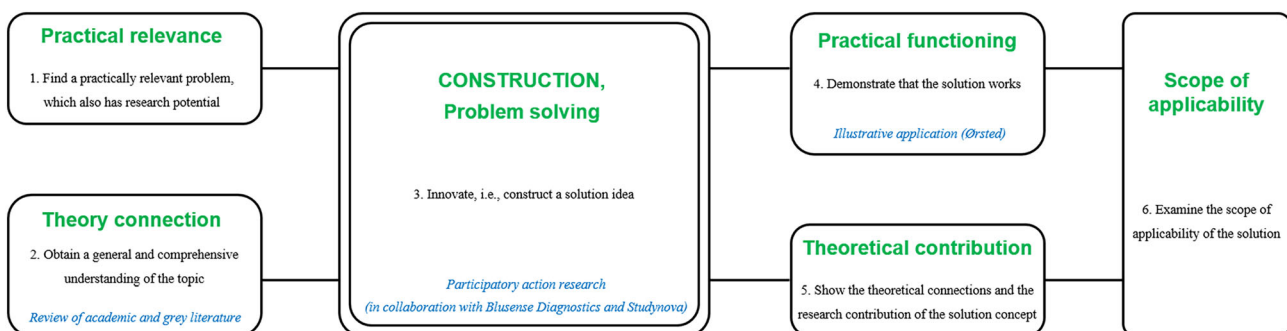 Practical relevance
1. Find a practically relevant problem,
which also has research potential
Theory connection
2. Obtain a general and comprehensive
understanding of the topic
Review of academic and grey literature
CONSTRUCTION,
Problem solving
3. Innovate, i.e., construct a solution idea
Participatory action research
(in collaboration with Blusense Diagnostics and Studynova)
Practical functioning
4. Demonstrate that the solution works
Illustrative application (Ørsted)
Theoretical contribution
5. Show the theoretical connections and the
research contribution of the solution concept
Scope of
applicability
6. Examine the scope of
applicability of the solution